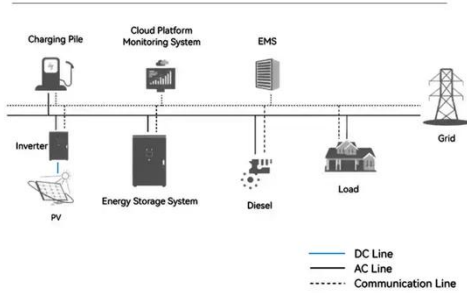 Charging Pile
Cloud Platform
Monitoring System
EMS
Grid
Inverter
PV
Energy Storage System
Diesel
Load
DC Line
AC Line
Communication Line